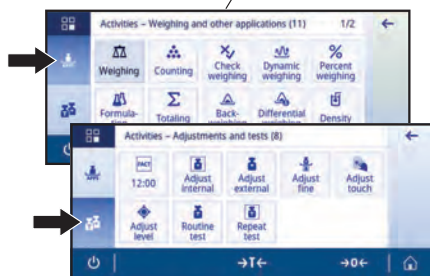 Activities – Weighing and other applications (11) 1/2
Weighing Counting Check weighing Dynamic weighing Percent weighing
Formula- Totaling Back- Differential Density
APPS
Activities – Adjustments and tests (8)
FACT
12:00 Adjust internal Adjust external Adjust fine Adjust touch
Adjust level Routine test Repeat test
→T← →0←